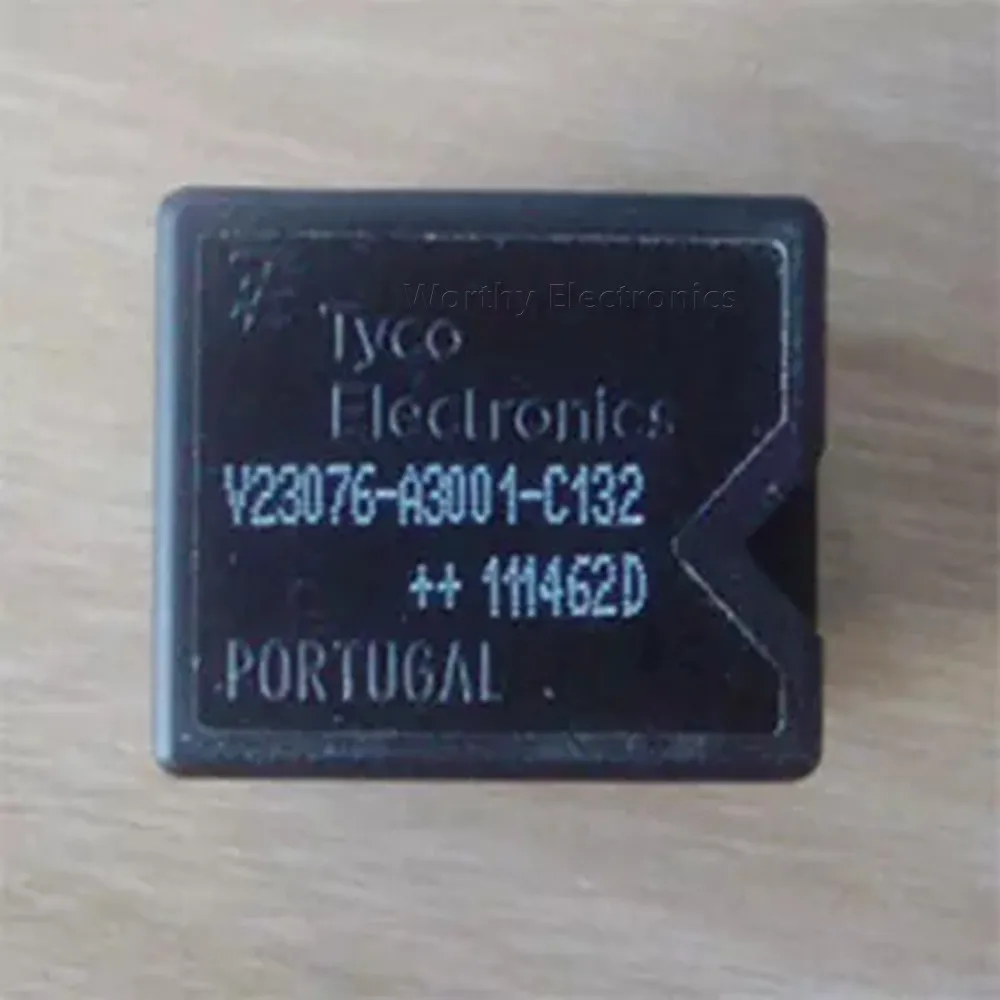 Worthy Electronics
Tyco
Electronics
V23076-A3001-C132
++ 111462D
PORTUGAL